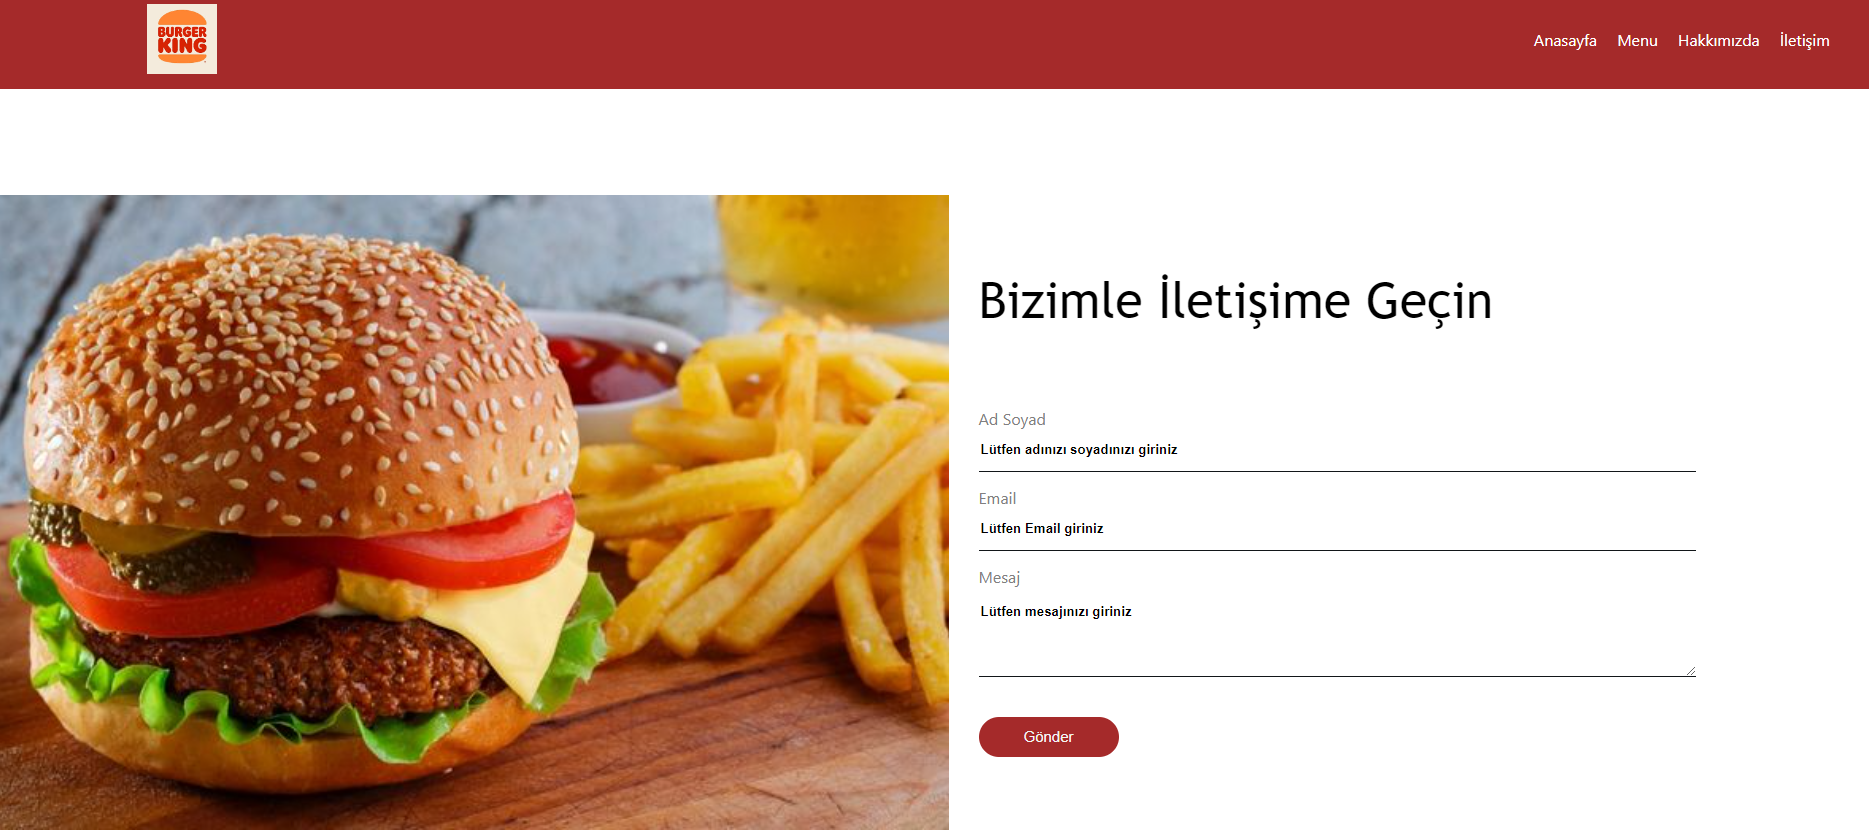 BURGER
KING
Anasayfa Menu Hakkımızda İletişim
Bizimle İletişime Geçin
Ad Soyad
Lütfen adınızı soyadınızı giriniz
Email
Lütfen Email giriniz
Mesaj
Lütfen mesajınızı giriniz
Gönder